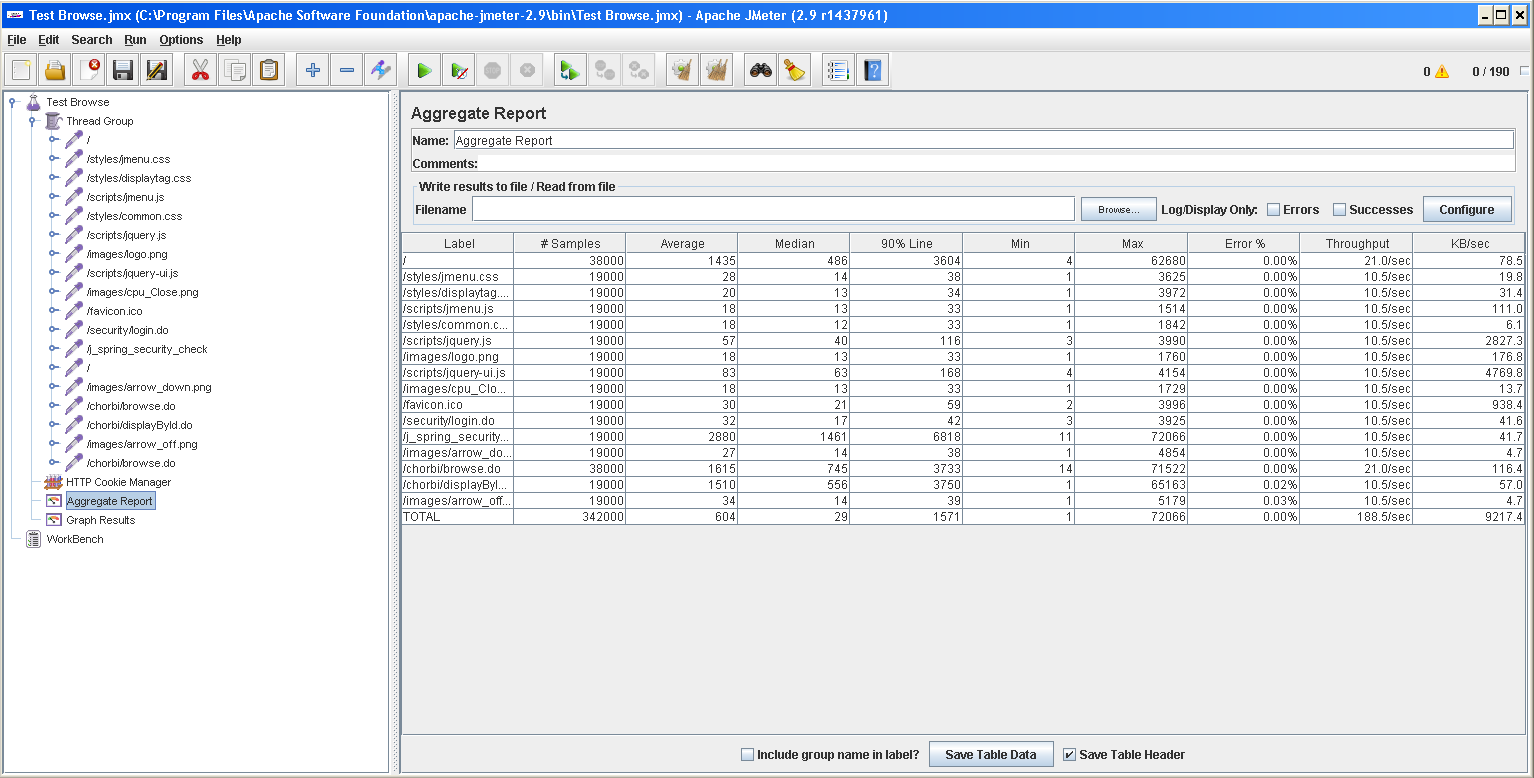 Test Browse.jmx (C:\Program Files\Apache Software Foundation\apache-jmeter-2.9\bin\Test Browse.jmx) - Apache JMeter (2.9 r1437961)
File Edit Search Run Options Help
0 0 / 190
Test Browse
Thread Group
/
/styles/jmenu.css
/styles/displaytag.css
/scripts/jmenu.js
/styles/common.css
/scripts/jquery.js
/images/logo.png
/scripts/jquery-ui.js
/images/cpu_Close.png
/favicon.ico
/security/login.do
/j_spring_security_check
/
/images/arrow_down.png
/chorbi/browse.do
/chorbi/displayById.do
/images/arrow_off.png
/chorbi/browse.do
HTTP Cookie Manager
Aggregate Report
Graph Results
WorkBench
Aggregate Report
Name: Aggregate Report
Comments:
Write results to file / Read from file
Filename Browse... Log/Display Only: Errors Successes Configure
Label # Samples Average Median 90% Line Min Max Error % Throughput KB/sec
/ 38000 1435 486 3604 4 62680 0.00% 21.0/sec 78.5
/styles/jmenu.css 19000 28 14 38 1 3625 0.00% 10.5/sec 19.8
/styles/displaytag.... 19000 20 13 34 1 3972 0.00% 10.5/sec 31.4
/scripts/jmenu.js 19000 18 13 33 1 1514 0.00% 10.5/sec 111.0
/styles/common.c... 19000 18 12 33 1 1842 0.00% 10.5/sec 6.1
/scripts/jquery.js 19000 57 40 116 3 3990 0.00% 10.5/sec 2827.3
/images/logo.png 19000 18 13 33 1 1760 0.00% 10.5/sec 176.8
/scripts/jquery-ui.js 19000 83 63 168 4 4154 0.00% 10.5/sec 4769.8
/images/cpu_Clo... 19000 18 13 33 1 1729 0.00% 10.5/sec 13.7
/favicon.ico 19000 30 21 59 2 3996 0.00% 10.5/sec 938.4
/security/login.do 19000 32 17 42 3 3925 0.00% 10.5/sec 41.6
/j_spring_security... 19000 2880 1461 6818 11 72066 0.00% 10.5/sec 41.7
/images/arrow_do... 19000 27 14 38 1 4854 0.00% 10.5/sec 4.7
/chorbi/browse.do 38000 1615 745 3733 14 71522 0.00% 21.0/sec 116.4
/chorbi/displayByI... 19000 1510 556 3750 1 65163 0.02% 10.5/sec 57.0
/images/arrow_off... 19000 34 14 39 1 5179 0.03% 10.5/sec 4.7
TOTAL 342000 604 29 1571 1 72066 0.00% 188.5/sec 9217.4
Include group name in label? Save Table Data Save Table Header